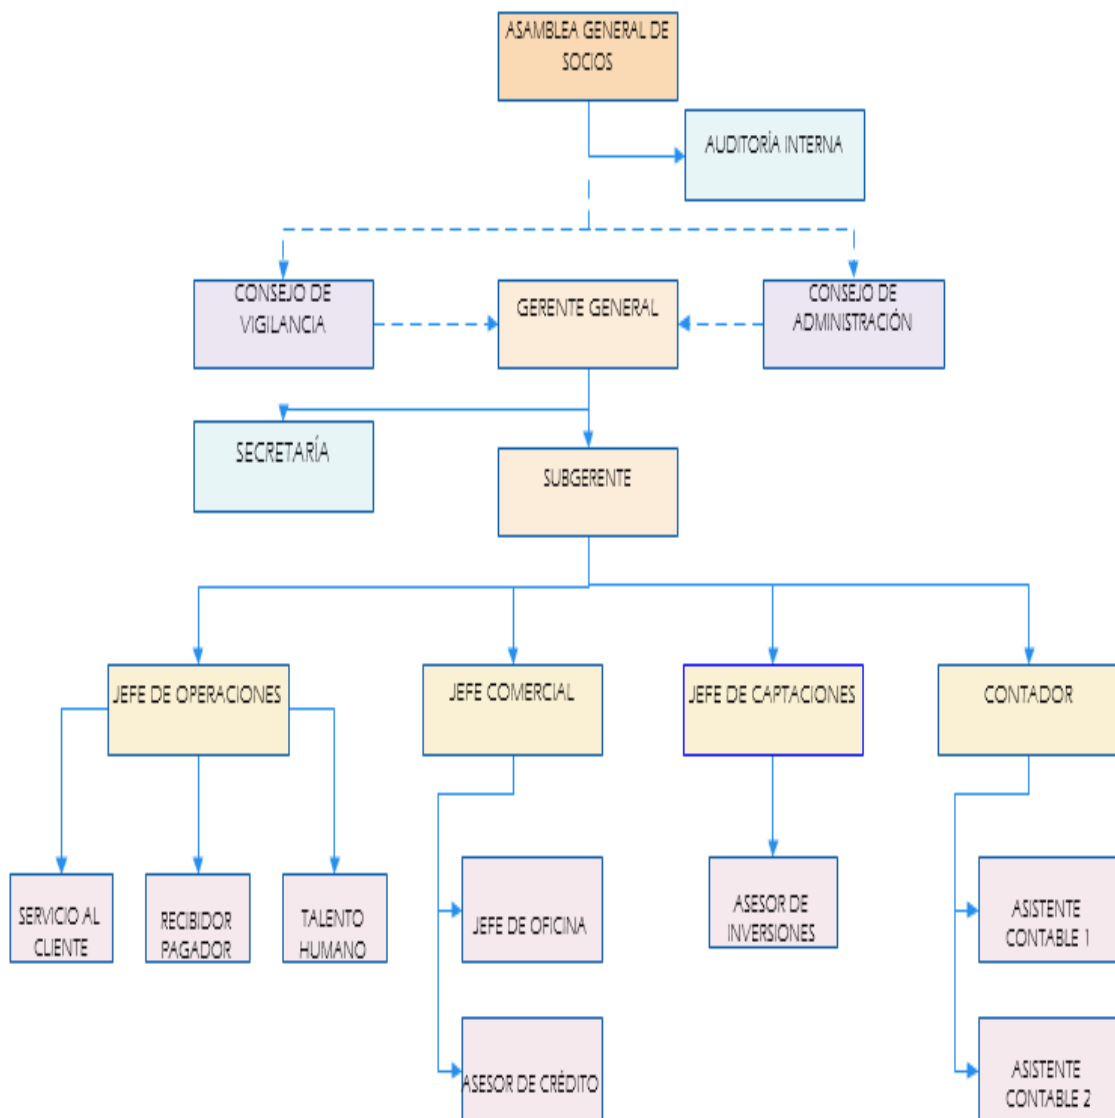 ASAMBLEA GENERAL DE
SOCIOS
AUDITORÍA INTERNA
CONSEJO DE
VIGILANCIA
GERENTE GENERAL
CONSEJO DE
ADMINISTRACIÓN
SECRETARÍA
SUBGERENTE
JEFE DE OPERACIONES
JEFE COMERCIAL
JEFE DE CAPTACIONES
CONTADOR
SERVICIO AL
CLIENTE
RECIBIDOR
PAGADOR
TALENTO
HUMANO
JEFE DE OFICINA
ASESOR DE
INVERSIONES
ASISTENTE
CONTABLE 1
ASESOR DE CRÉDITO
ASISTENTE
CONTABLE 2